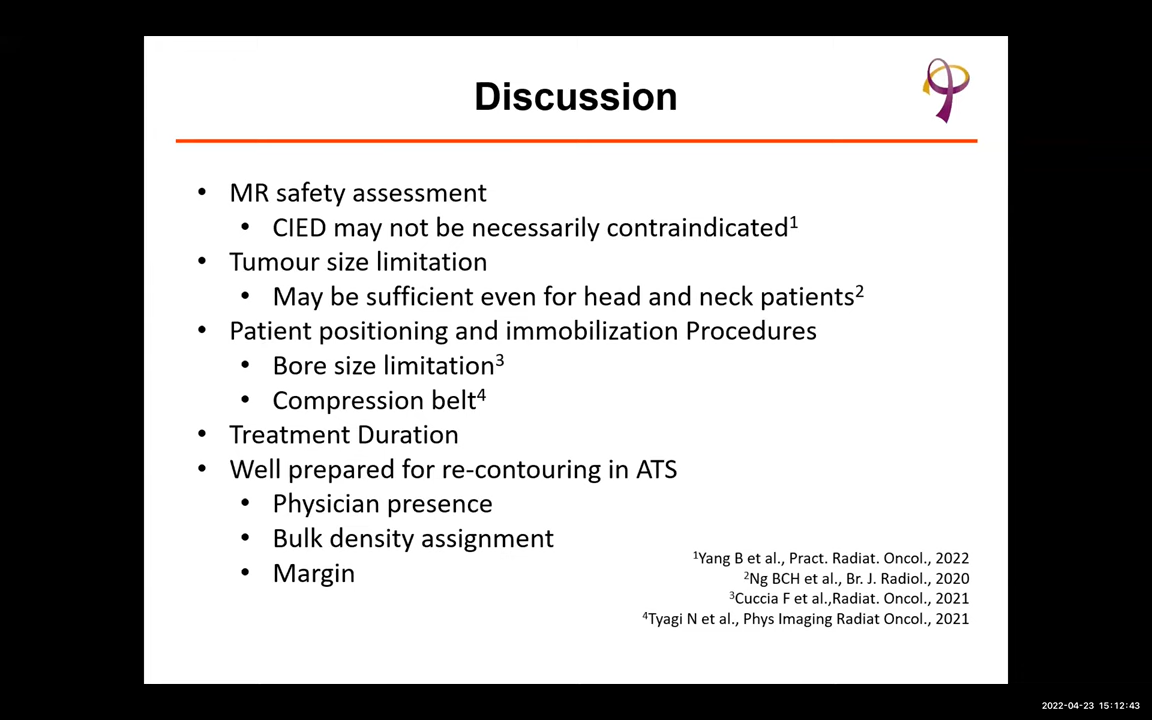 Discussion
• MR safety assessment
• CIED may not be necessarily contraindicated¹
• Tumour size limitation
• May be sufficient even for head and neck patients²
• Patient positioning and immobilization Procedures
• Bore size limitation³
• Compression belt⁴
• Treatment Duration
• Well prepared for re-contouring in ATS
• Physician presence
• Bulk density assignment
• Margin
¹Yang B et al., Pract. Radiat. Oncol., 2022
²Ng BCH et al., Br. J. Radiol., 2020
³Cuccia F et al.,Radiat. Oncol., 2021
⁴Tyagi N et al., Phys Imaging Radiat Oncol., 2021
2022-04-23 15:12:43